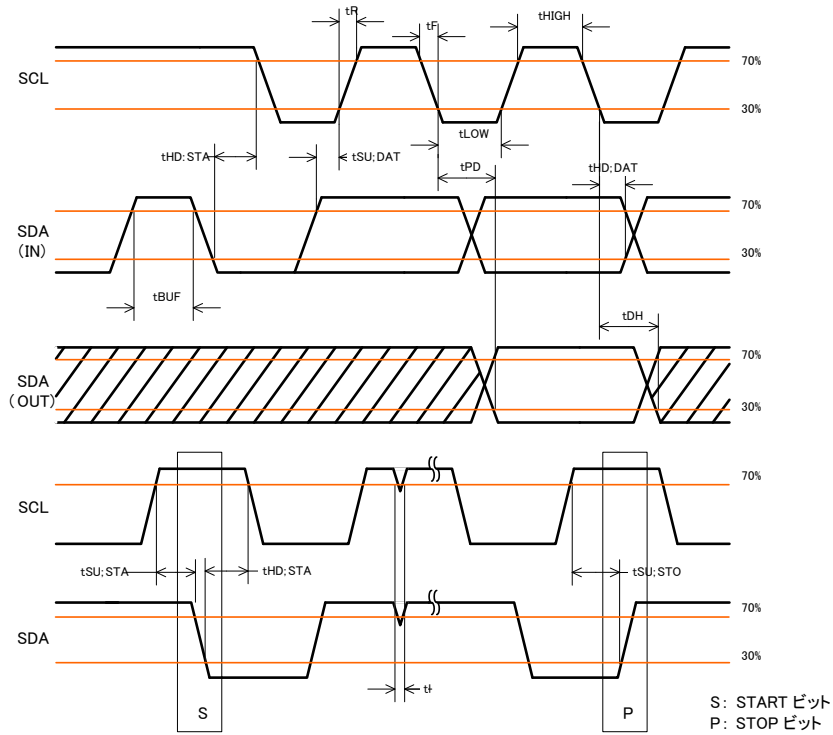 tR
tF
tHIGH
SCL
70%
30%
tLOW
tHD:STA
tSU;DAT
tPD
tHD;DAT
SDA
(IN)
70%
30%
tBUF
tDH
SDA
(OUT)
70%
30%
SCL
70%
tSU;STA
tHD;STA
tSU;STO
SDA
70%
30%
tI
S
P
S: START ビット
P: STOP ビット